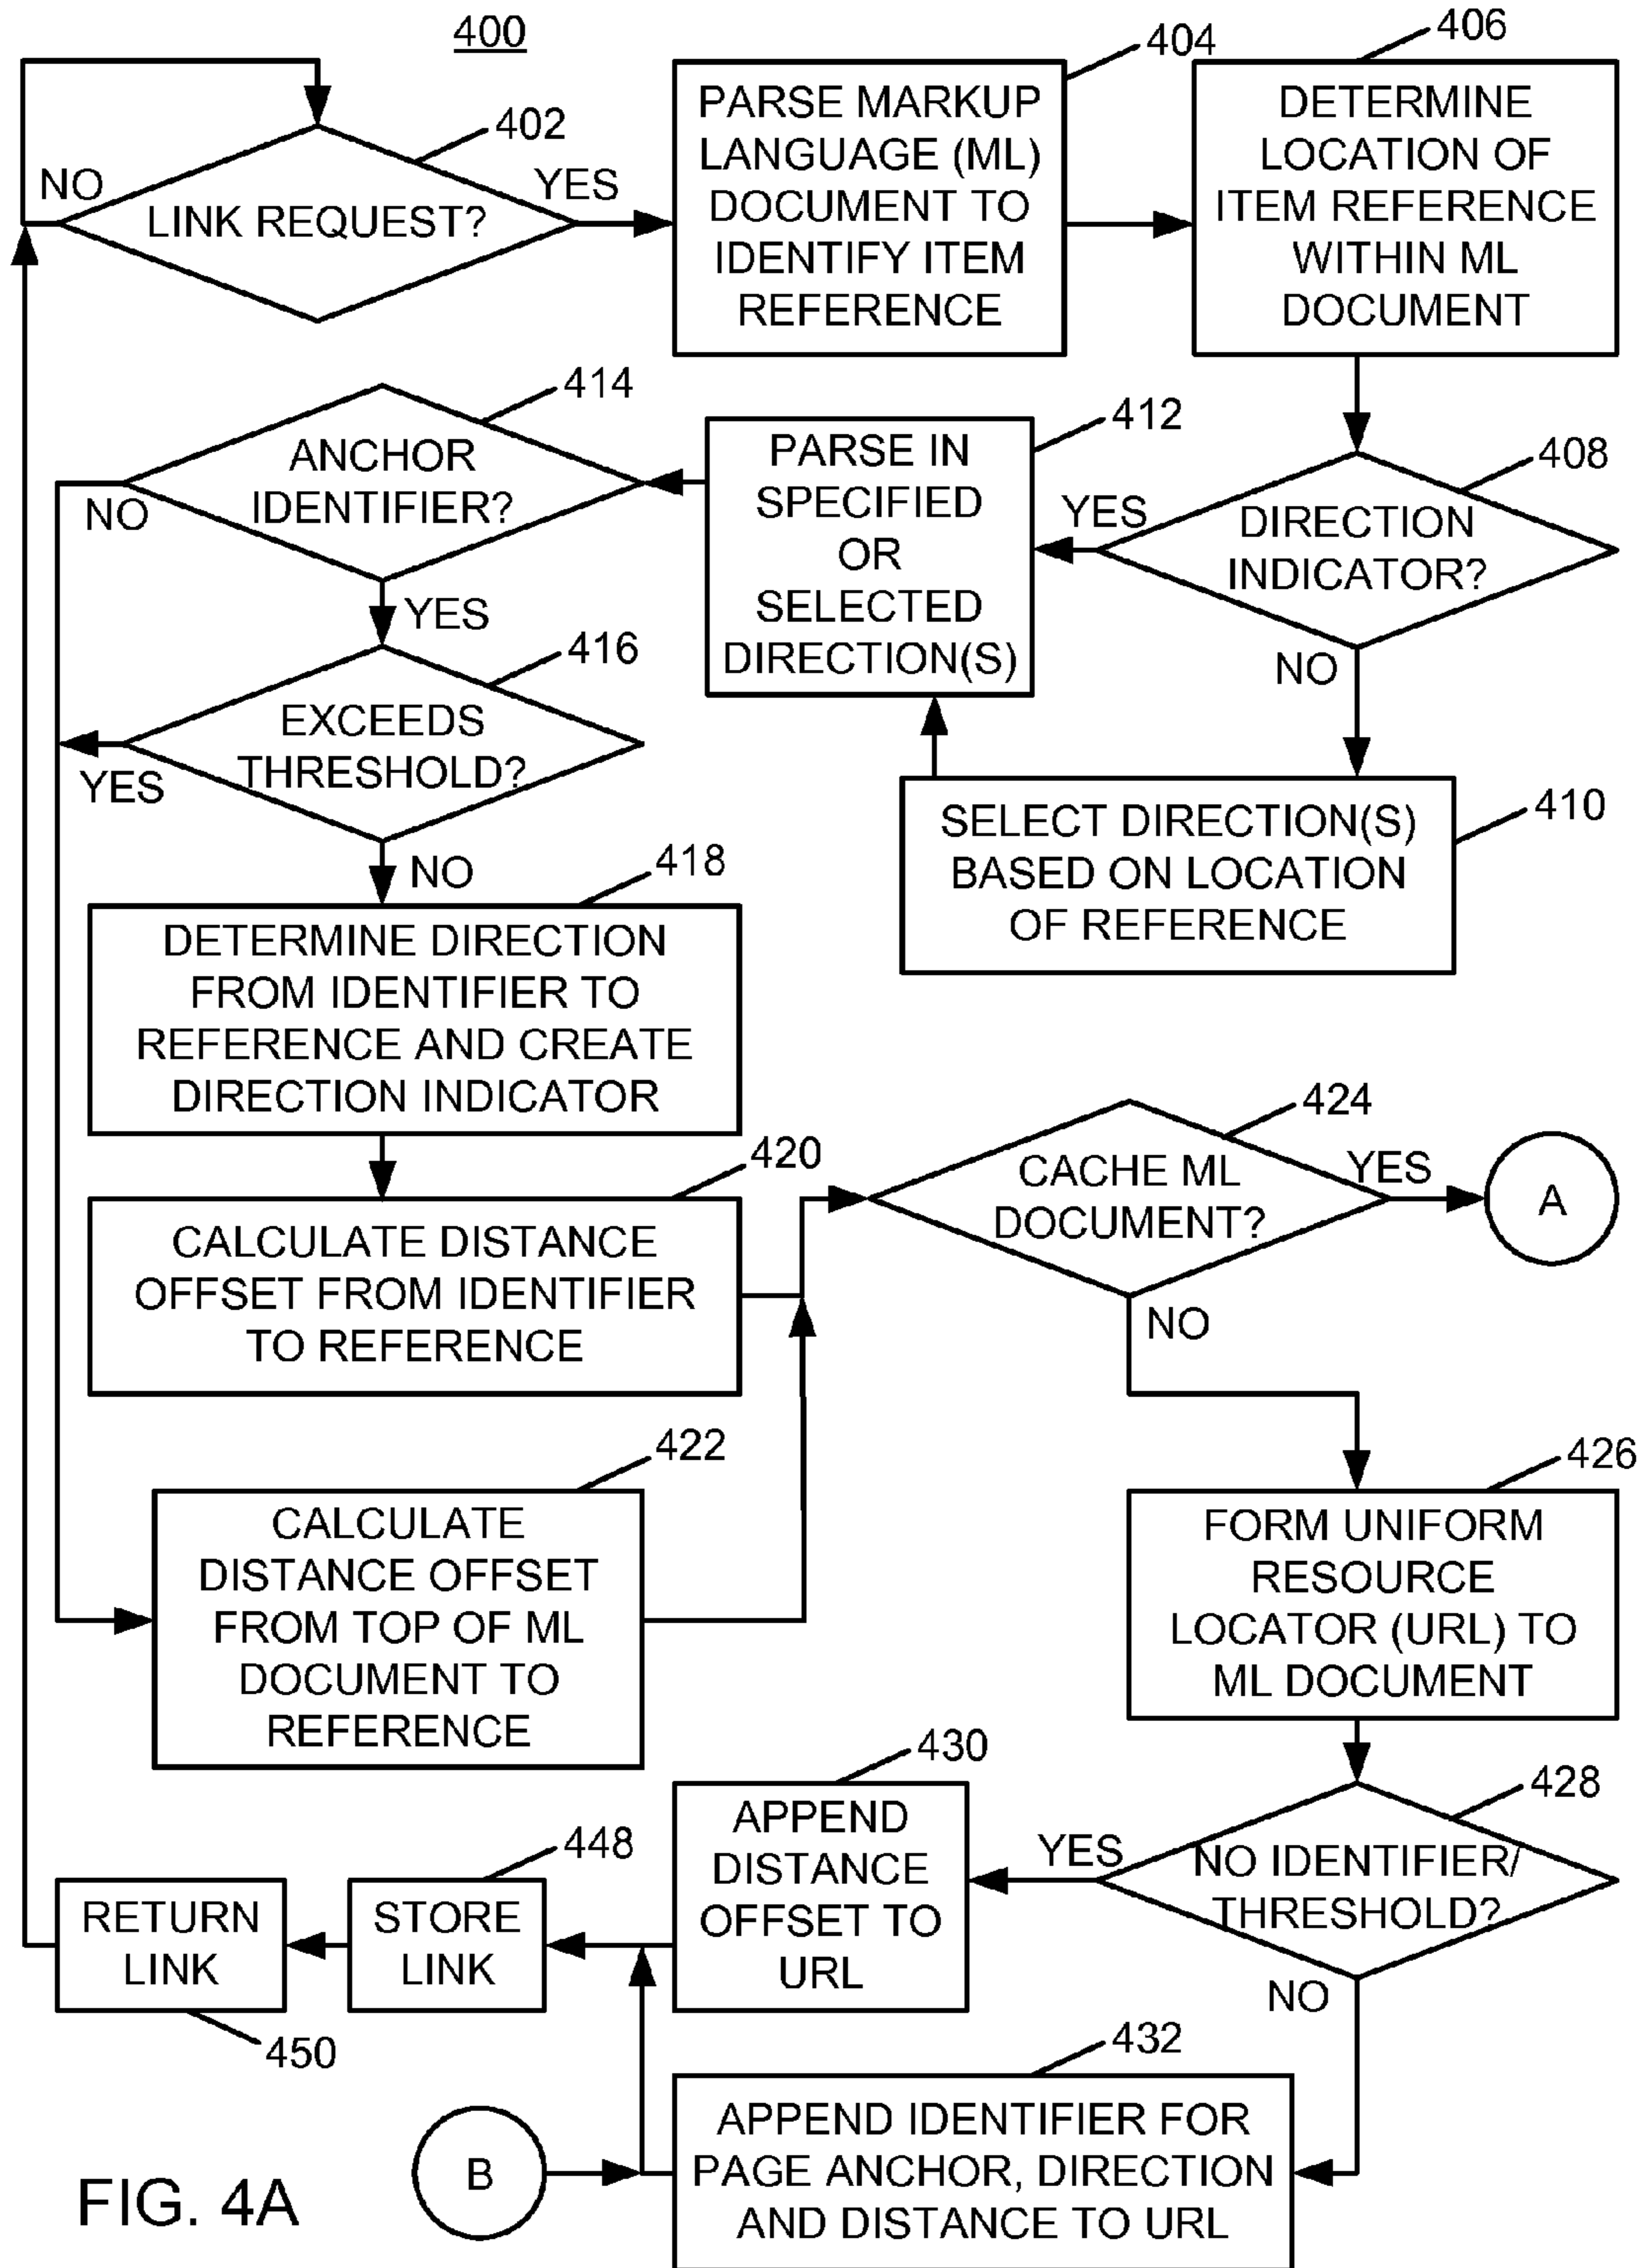 400
402
NO
YES
LINK REQUEST?
404
PARSE MARKUP
LANGUAGE (ML)
DOCUMENT TO
IDENTIFY ITEM
REFERENCE
406
DETERMINE
LOCATION OF
ITEM REFERENCE
WITHIN ML
DOCUMENT
408
DIRECTION
INDICATOR?
YES
NO
410
SELECT DIRECTION(S)
BASED ON LOCATION
OF REFERENCE
412
PARSE IN
SPECIFIED
OR
SELECTED
DIRECTION(S)
414
ANCHOR
IDENTIFIER?
NO
YES
416
EXCEEDS
THRESHOLD?
YES
NO
418
DETERMINE DIRECTION
FROM IDENTIFIER TO
REFERENCE AND CREATE
DIRECTION INDICATOR
420
CALCULATE DISTANCE
OFFSET FROM IDENTIFIER
TO REFERENCE
422
CALCULATE
DISTANCE OFFSET
FROM TOP OF ML
DOCUMENT TO
REFERENCE
424
CACHE ML
DOCUMENT?
YES
A
NO
426
FORM UNIFORM
RESOURCE
LOCATOR (URL) TO
ML DOCUMENT
428
NO IDENTIFIER/
THRESHOLD?
YES
NO
430
APPEND
DISTANCE
OFFSET TO
URL
432
APPEND IDENTIFIER FOR
PAGE ANCHOR, DIRECTION
AND DISTANCE TO URL
B
448
STORE
LINK
RETURN
LINK
450
FIG. 4A